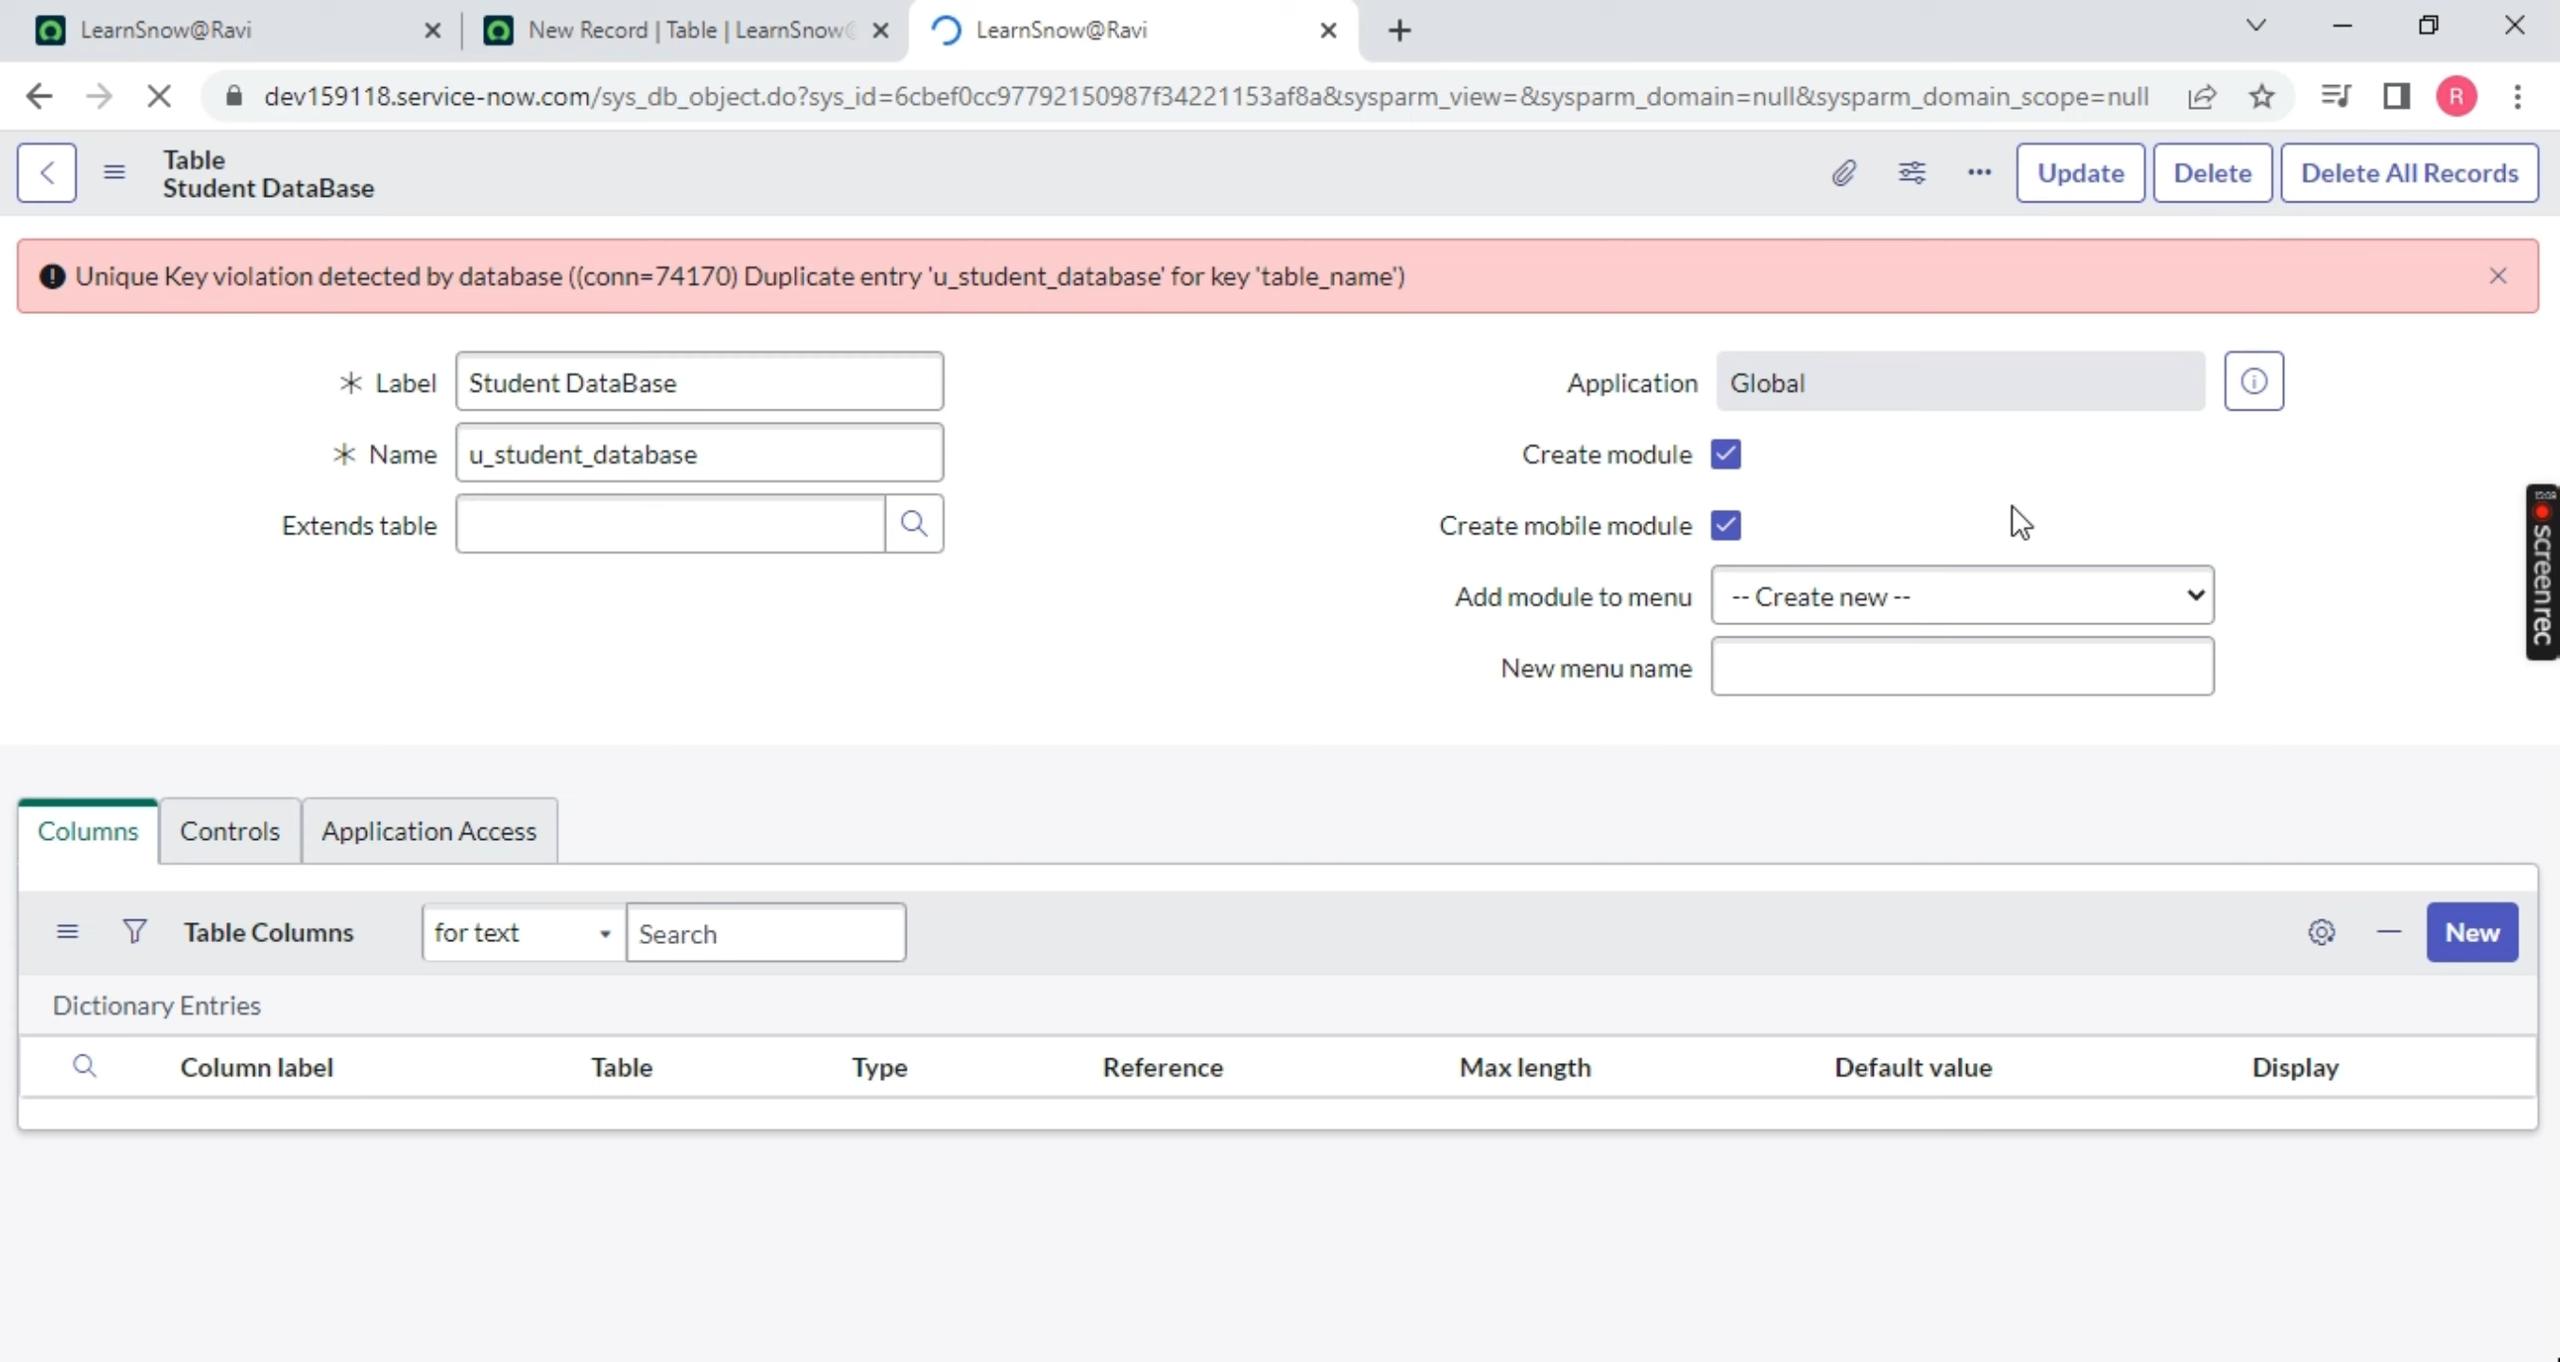 LearnSnow@Ravi
New Record | Table | LearnSnow@
LearnSnow@Ravi
dev159118.service-now.com/sys_db_object.do?sys_id=6cbef0cc97792150987f34221153af8a&sysparm_view=&sysparm_domain=null&sysparm_domain_scope=null
R
Table
Student DataBase
Update
Delete
Delete All Records
Unique Key violation detected by database ((conn=74170) Duplicate entry 'u_student_database' for key 'table_name')
* Label
Student DataBase
Application
Global
* Name
u_student_database
Create module
Extends table
Create mobile module
Add module to menu
-- Create new --
New menu name
screenrec
Columns
Controls
Application Access
Table Columns
for text
Search
New
Dictionary Entries
Column label
Table
Type
Reference
Max length
Default value
Display